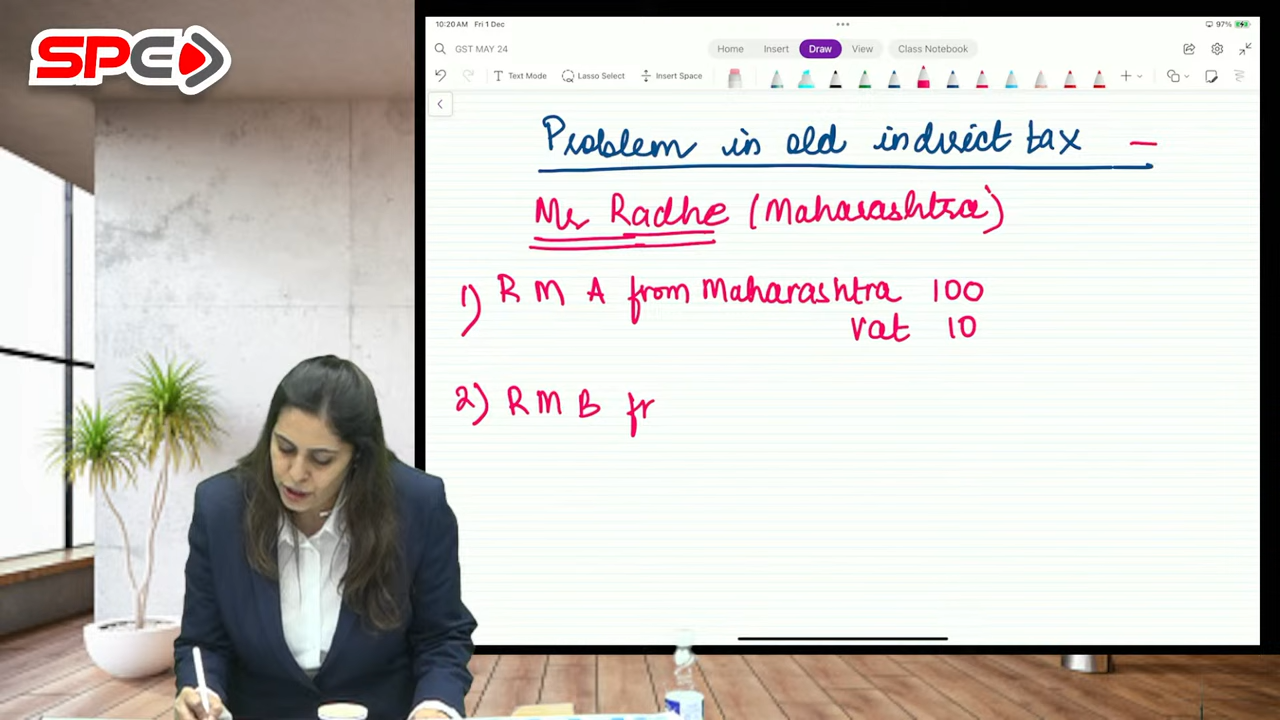 SPED
10:20 AM Fri 1 Dec
97%
GST MAY 24
Home Insert Draw View Class Notebook
Text Mode Lasso Select Insert Space
Problem in old indirect tax —
Mr Radhe (Maharashtra)
1) R M A from Maharashtra 100
vat 10
2) R M B fr